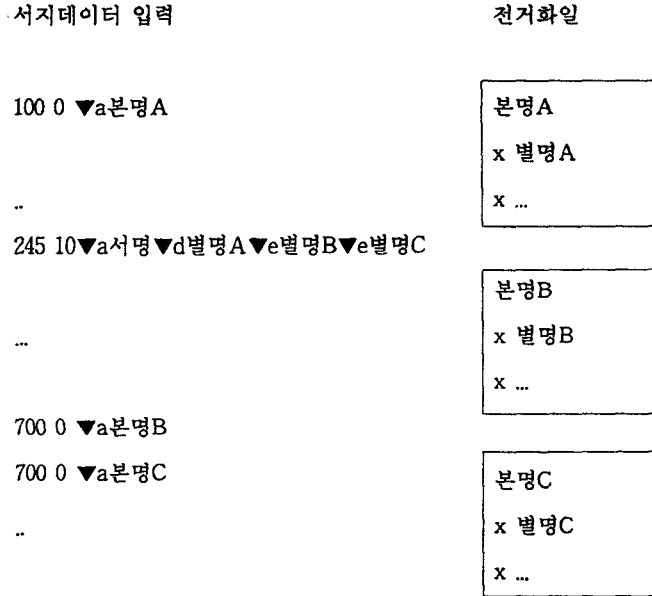 서지데이터 입력 전거화일
100 0 ▼a본명A 본명A
x 별명A
.. x ...
245 10▼a서명▼d별명A▼e별명B▼e별명C
본명B
... x 별명B
x ...
700 0 ▼a본명B
700 0 ▼a본명C 본명C
.. x 별명C
x ...